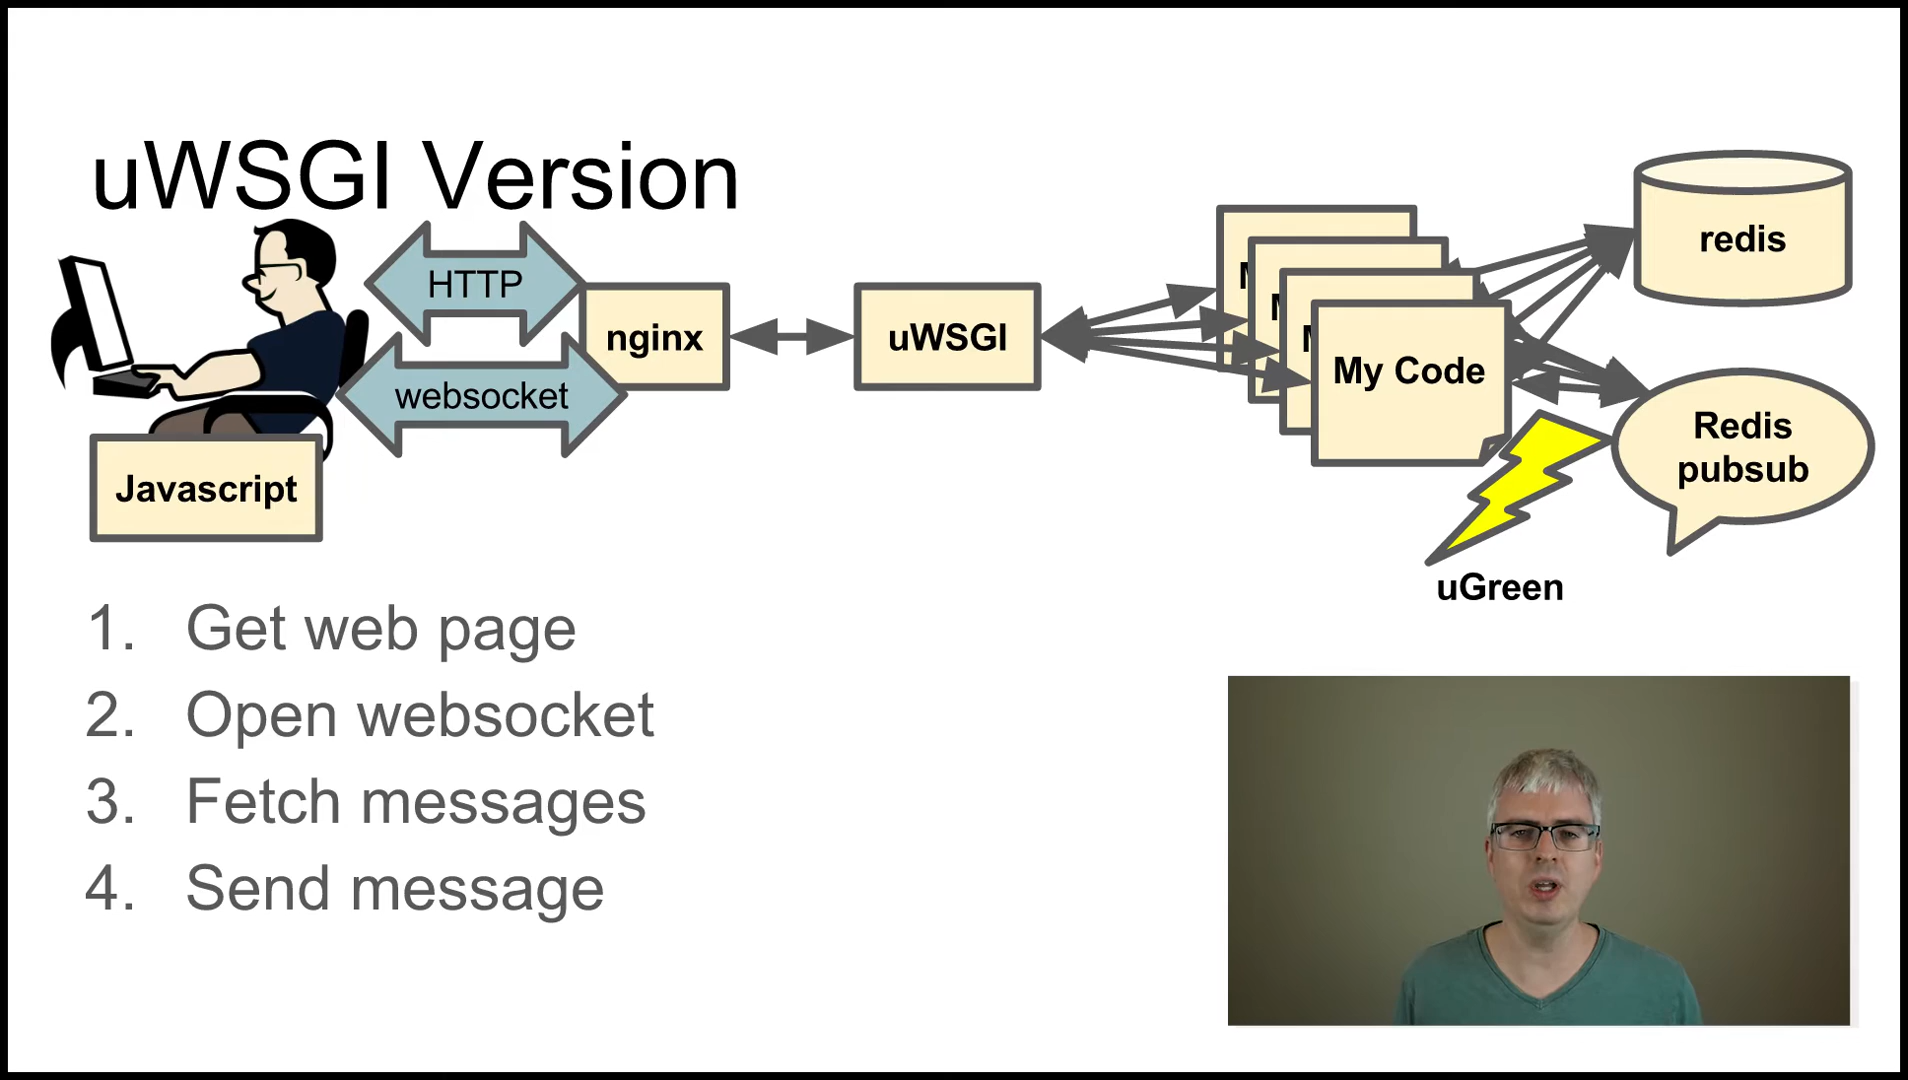 uWSGI Version
HTTP
websocket
nginx
uWSGI
My Code
redis
Redis
pubsub
uGreen
Javascript
1. Get web page
2. Open websocket
3. Fetch messages
4. Send message